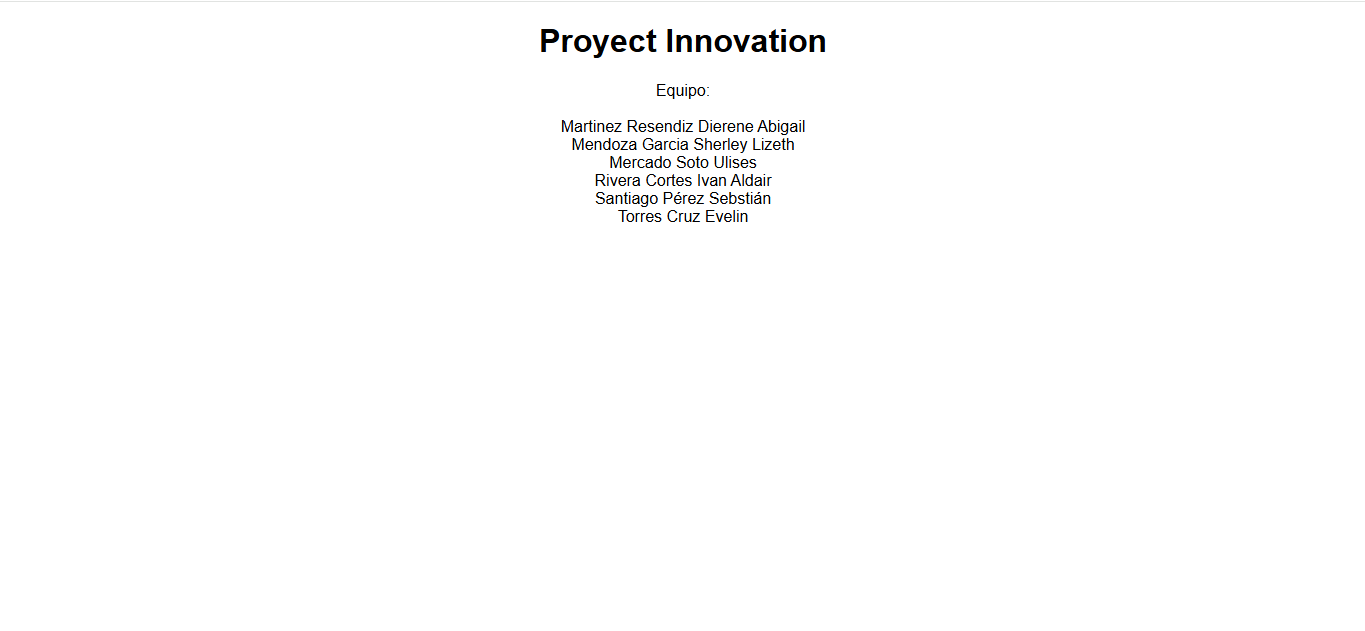 Proyect Innovation
Equipo:
Martinez Resendiz Dierene Abigail
Mendoza Garcia Sherley Lizeth
Mercado Soto Ulises
Rivera Cortes Ivan Aldair
Santiago Pérez Sebstián
Torres Cruz Evelin